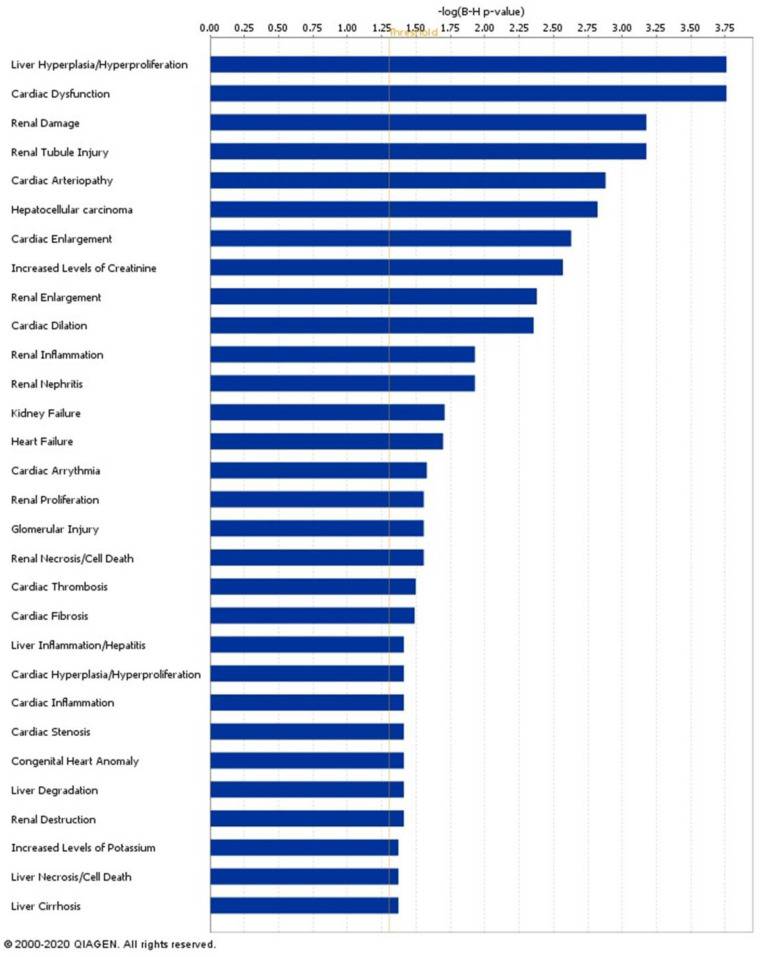 -log(B-H p-value)
0.00 0.25 0.50 0.75 1.00 1.25 1.50 1.75 2.00 2.25 2.50 2.75 3.00 3.25 3.50 3.75
Threshold
Liver Hyperplasia/Hyperproliferation
Cardiac Dysfunction
Renal Damage
Renal Tubule Injury
Cardiac Arteriopathy
Hepatocellular carcinoma
Cardiac Enlargement
Increased Levels of Creatinine
Renal Enlargement
Cardiac Dilation
Renal Inflammation
Renal Nephritis
Kidney Failure
Heart Failure
Cardiac Arrythmia
Renal Proliferation
Glomerular Injury
Renal Necrosis/Cell Death
Cardiac Thrombosis
Cardiac Fibrosis
Liver Inflammation/Hepatitis
Cardiac Hyperplasia/Hyperproliferation
Cardiac Inflammation
Cardiac Stenosis
Congenital Heart Anomaly
Liver Degradation
Renal Destruction
Increased Levels of Potassium
Liver Necrosis/Cell Death
Liver Cirrhosis
© 2000-2020 QIAGEN. All rights reserved.